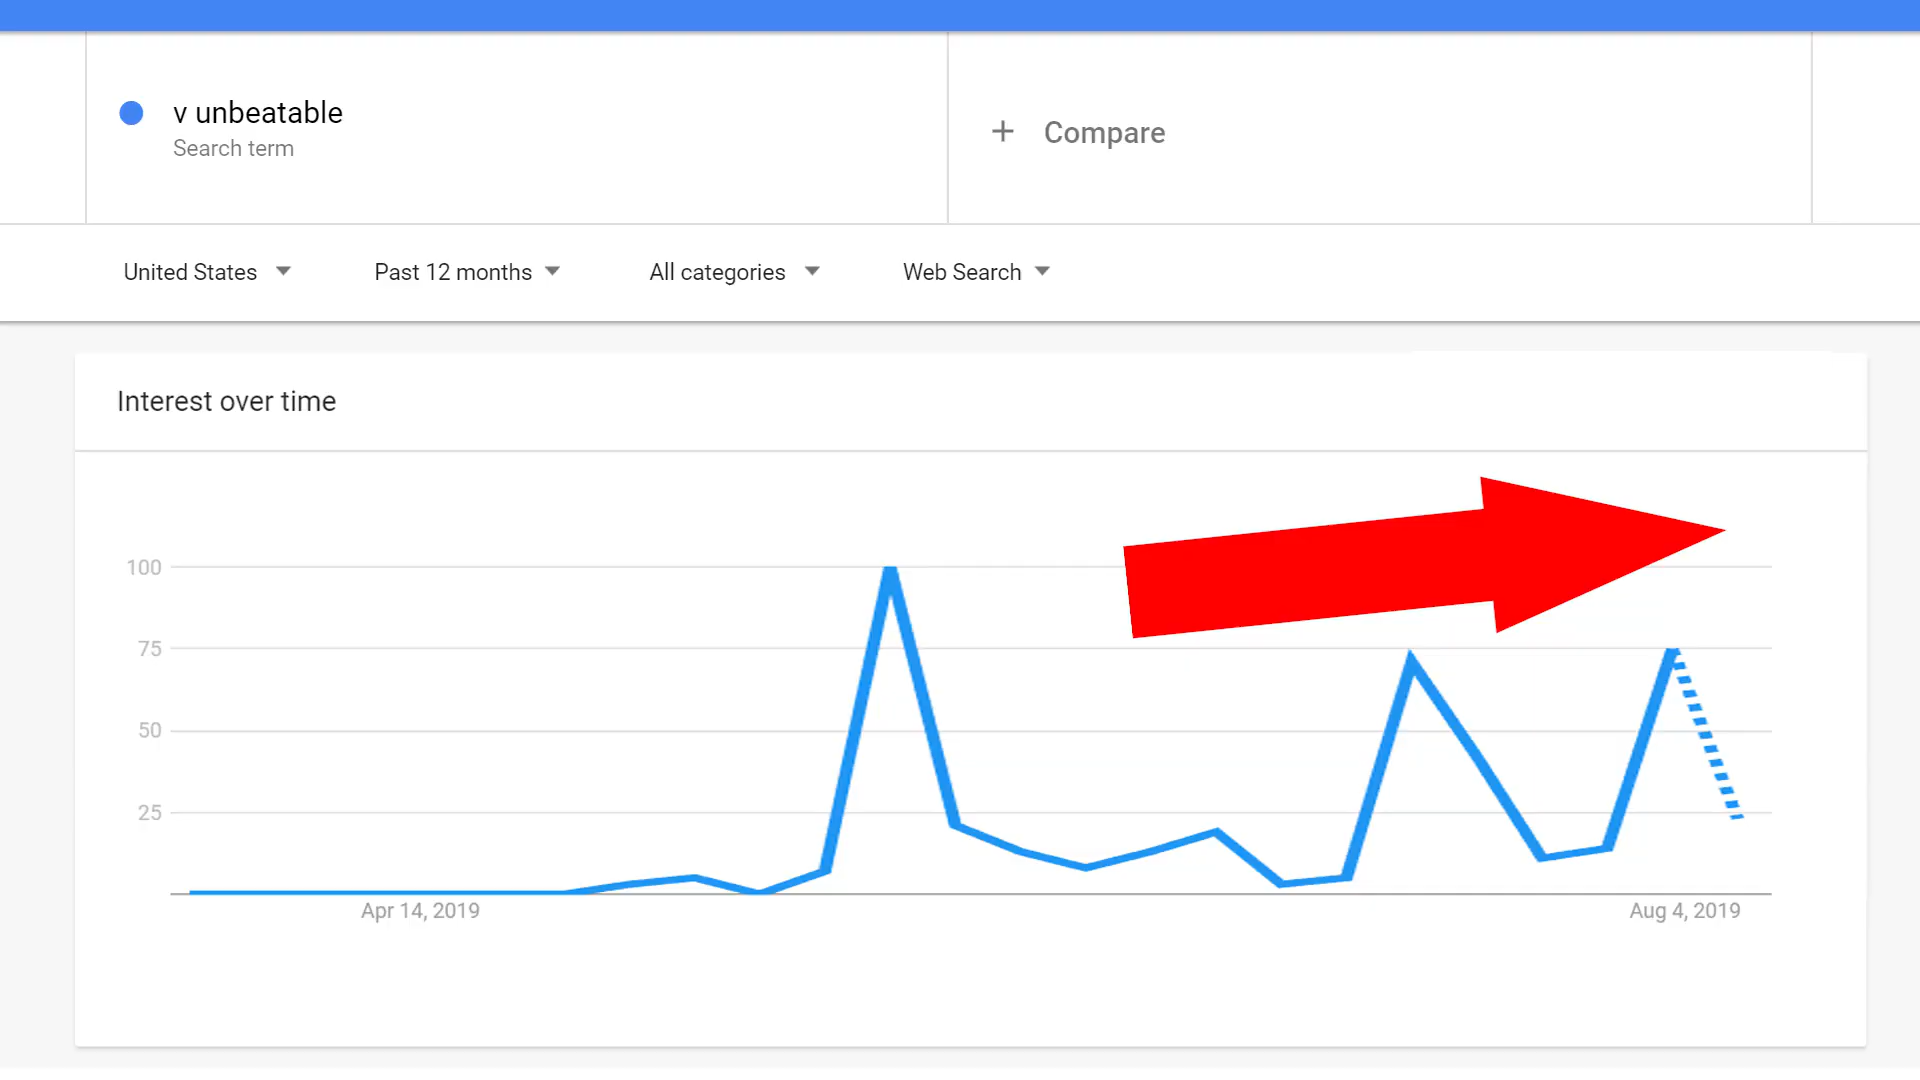 v unbeatable
Search term
+ Compare
United States
Past 12 months
All categories
Web Search
Interest over time
100
75
50
25
Apr 14, 2019
Aug 4, 2019